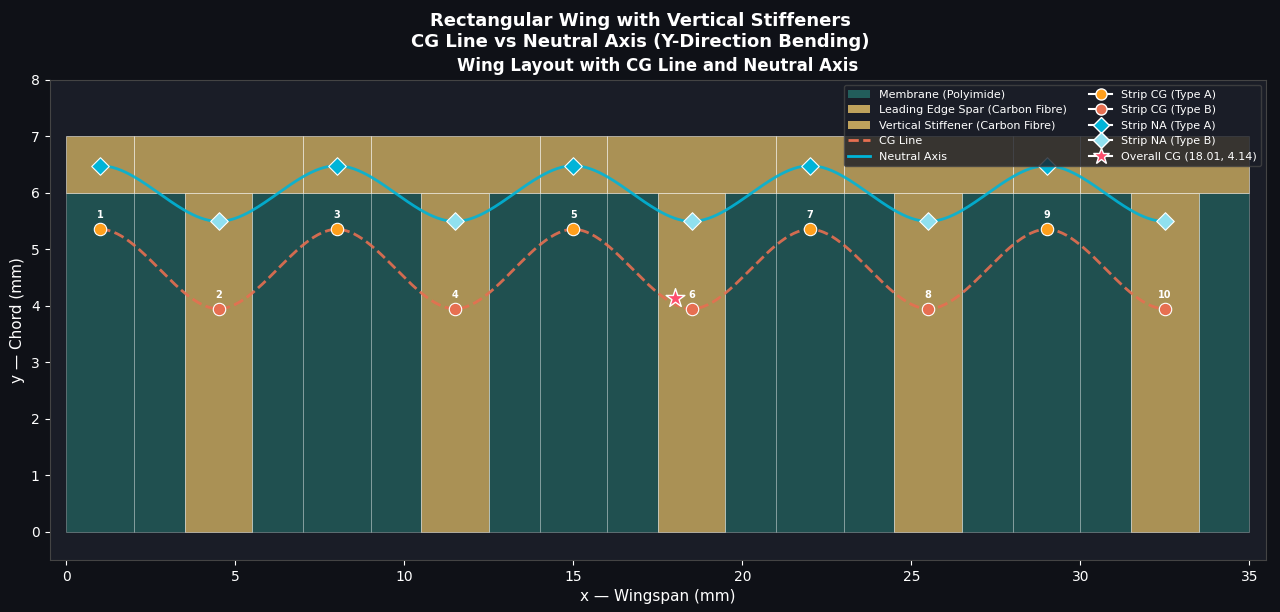 Rectangular Wing with Vertical Stiffeners
CG Line vs Neutral Axis (Y-Direction Bending)
Wing Layout with CG Line and Neutral Axis
Membrane (Polyimide)
Leading Edge Spar (Carbon Fibre)
Vertical Stiffener (Carbon Fibre)
CG Line
Neutral Axis
Strip CG (Type A)
Strip CG (Type B)
Strip NA (Type A)
Strip NA (Type B)
Overall CG (18.01, 4.14)
8
7
6
5
4
3
2
1
0
y — Chord (mm)
1
2
3
4
5
6
7
8
9
10
0
5
10
15
20
25
30
35
x — Wingspan (mm)